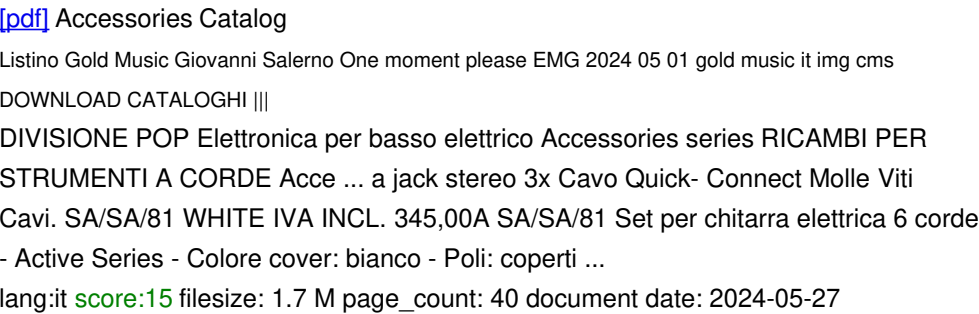 [pdf] Accessories Catalog
Listino Gold Music Giovanni Salerno One moment please EMG 2024 05 01 gold music it img cms
DOWNLOAD CATALOGHI |||
DIVISIONE POP Elettronica per basso elettrico Accessories series RICAMBI PER
STRUMENTI A CORDE Acce ... a jack stereo 3x Cavo Quick- Connect Molle Viti
Cavi. SA/SA/81 WHITE IVA INCL. 345,00A SA/SA/81 Set per chitarra elettrica 6 corde
- Active Series - Colore cover: bianco - Poli: coperti ...
lang:it score:15 filesize: 1.7 M page_count: 40 document date: 2024-05-27